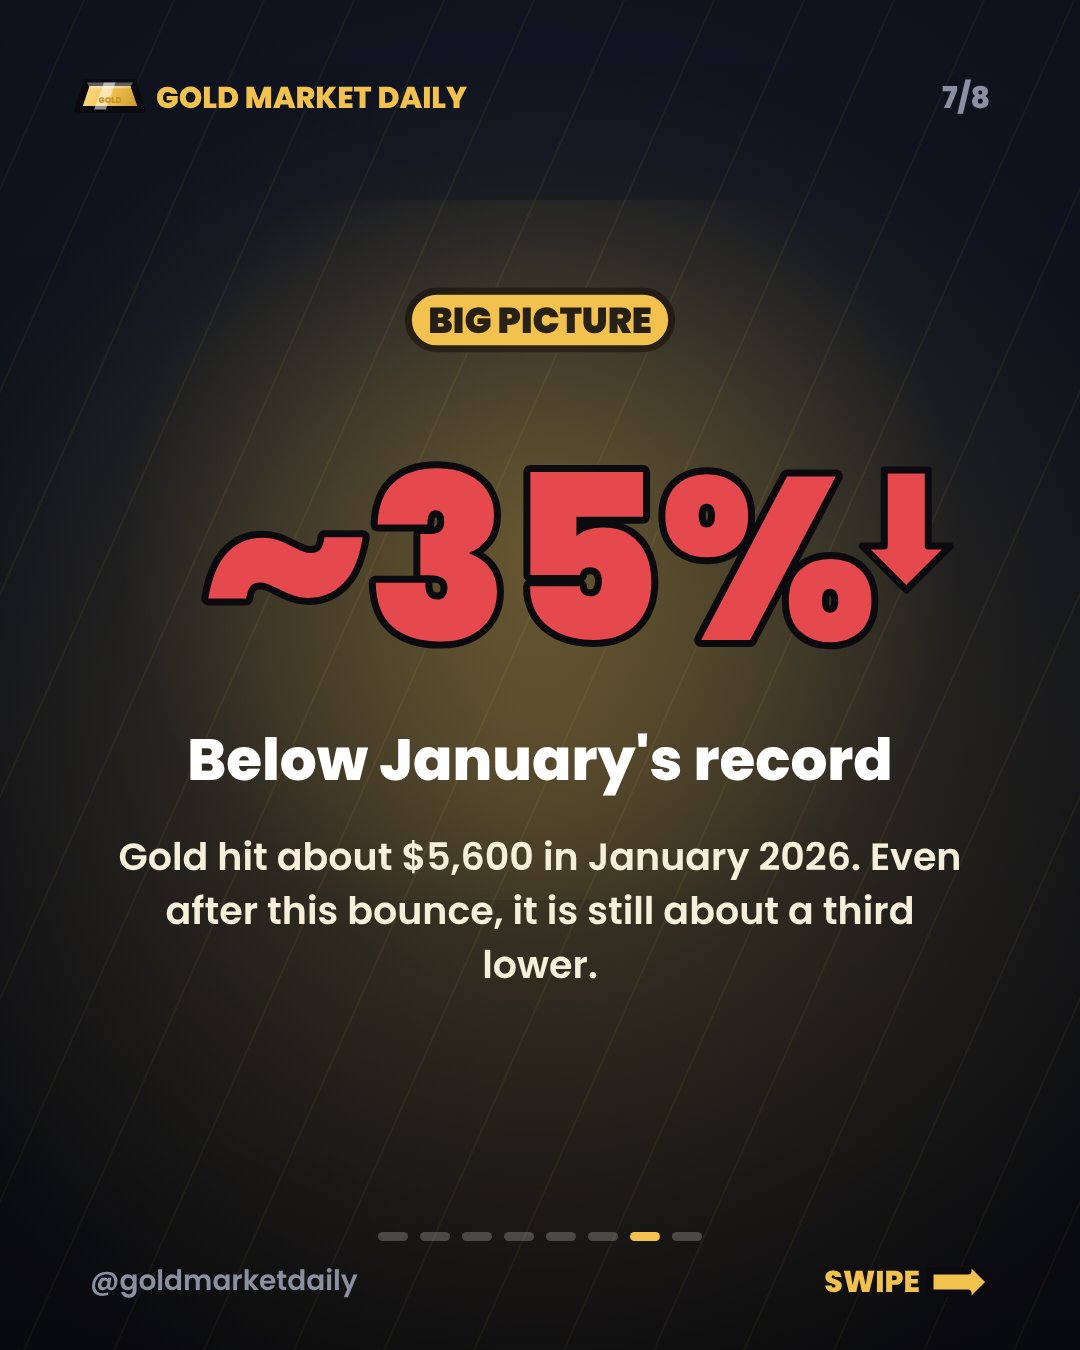 GOLD
GOLD MARKET DAILY
7/8
BIG PICTURE
~35%
Below January's record
Gold hit about $5,600 in January 2026. Even
after this bounce, it is still about a third
lower.
@goldmarketdaily
SWIPE